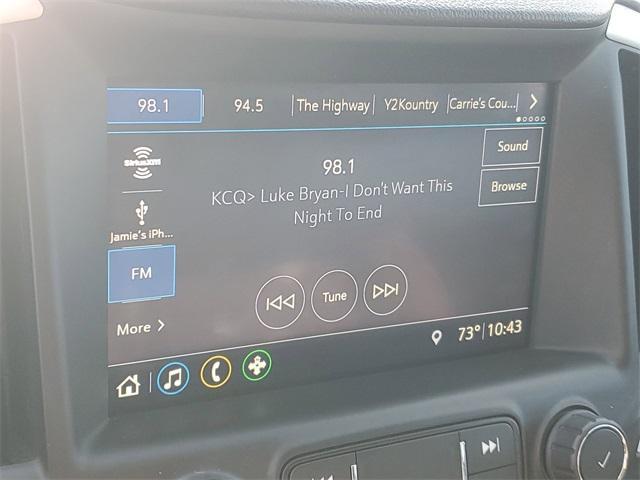 98.1 94.5 The Highway Y2Kountry Carrie's Cou...
SiriusXM
98.1
Sound
KCQ> Luke Bryan-I Don't Want This
Night To End
Browse
Jamie's iPh...
FM
Tune
More
73° 10:43